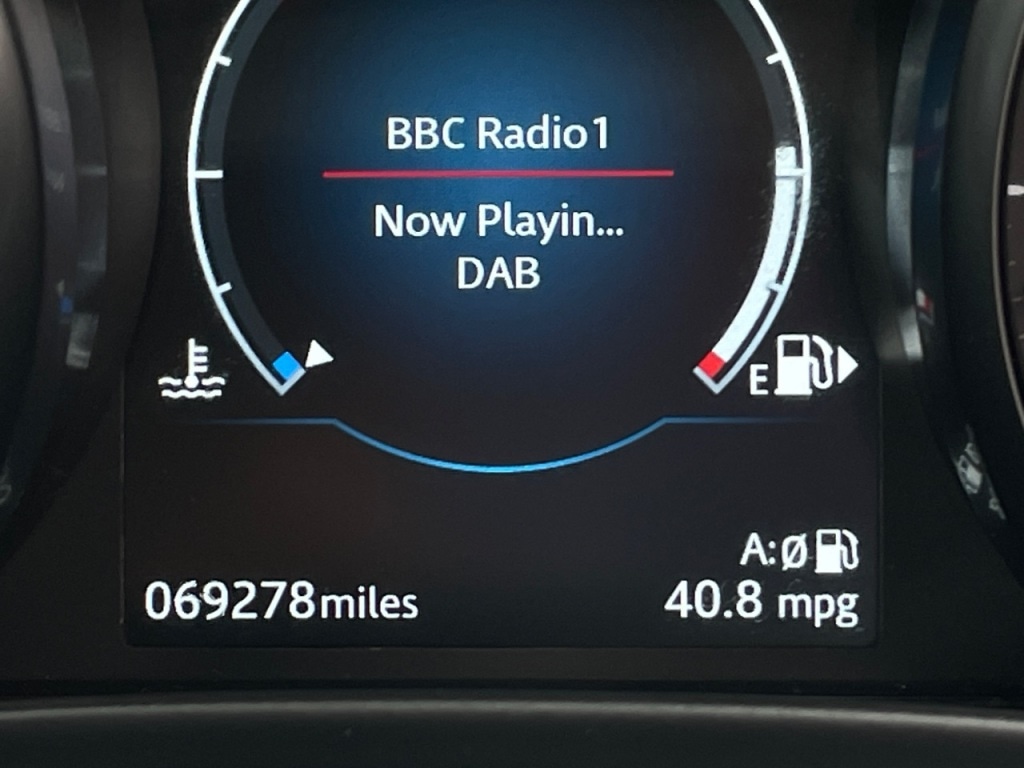 BBC Radio1
Now Playin...
DAB
E
A:Ø
069278miles
40.8 mpg